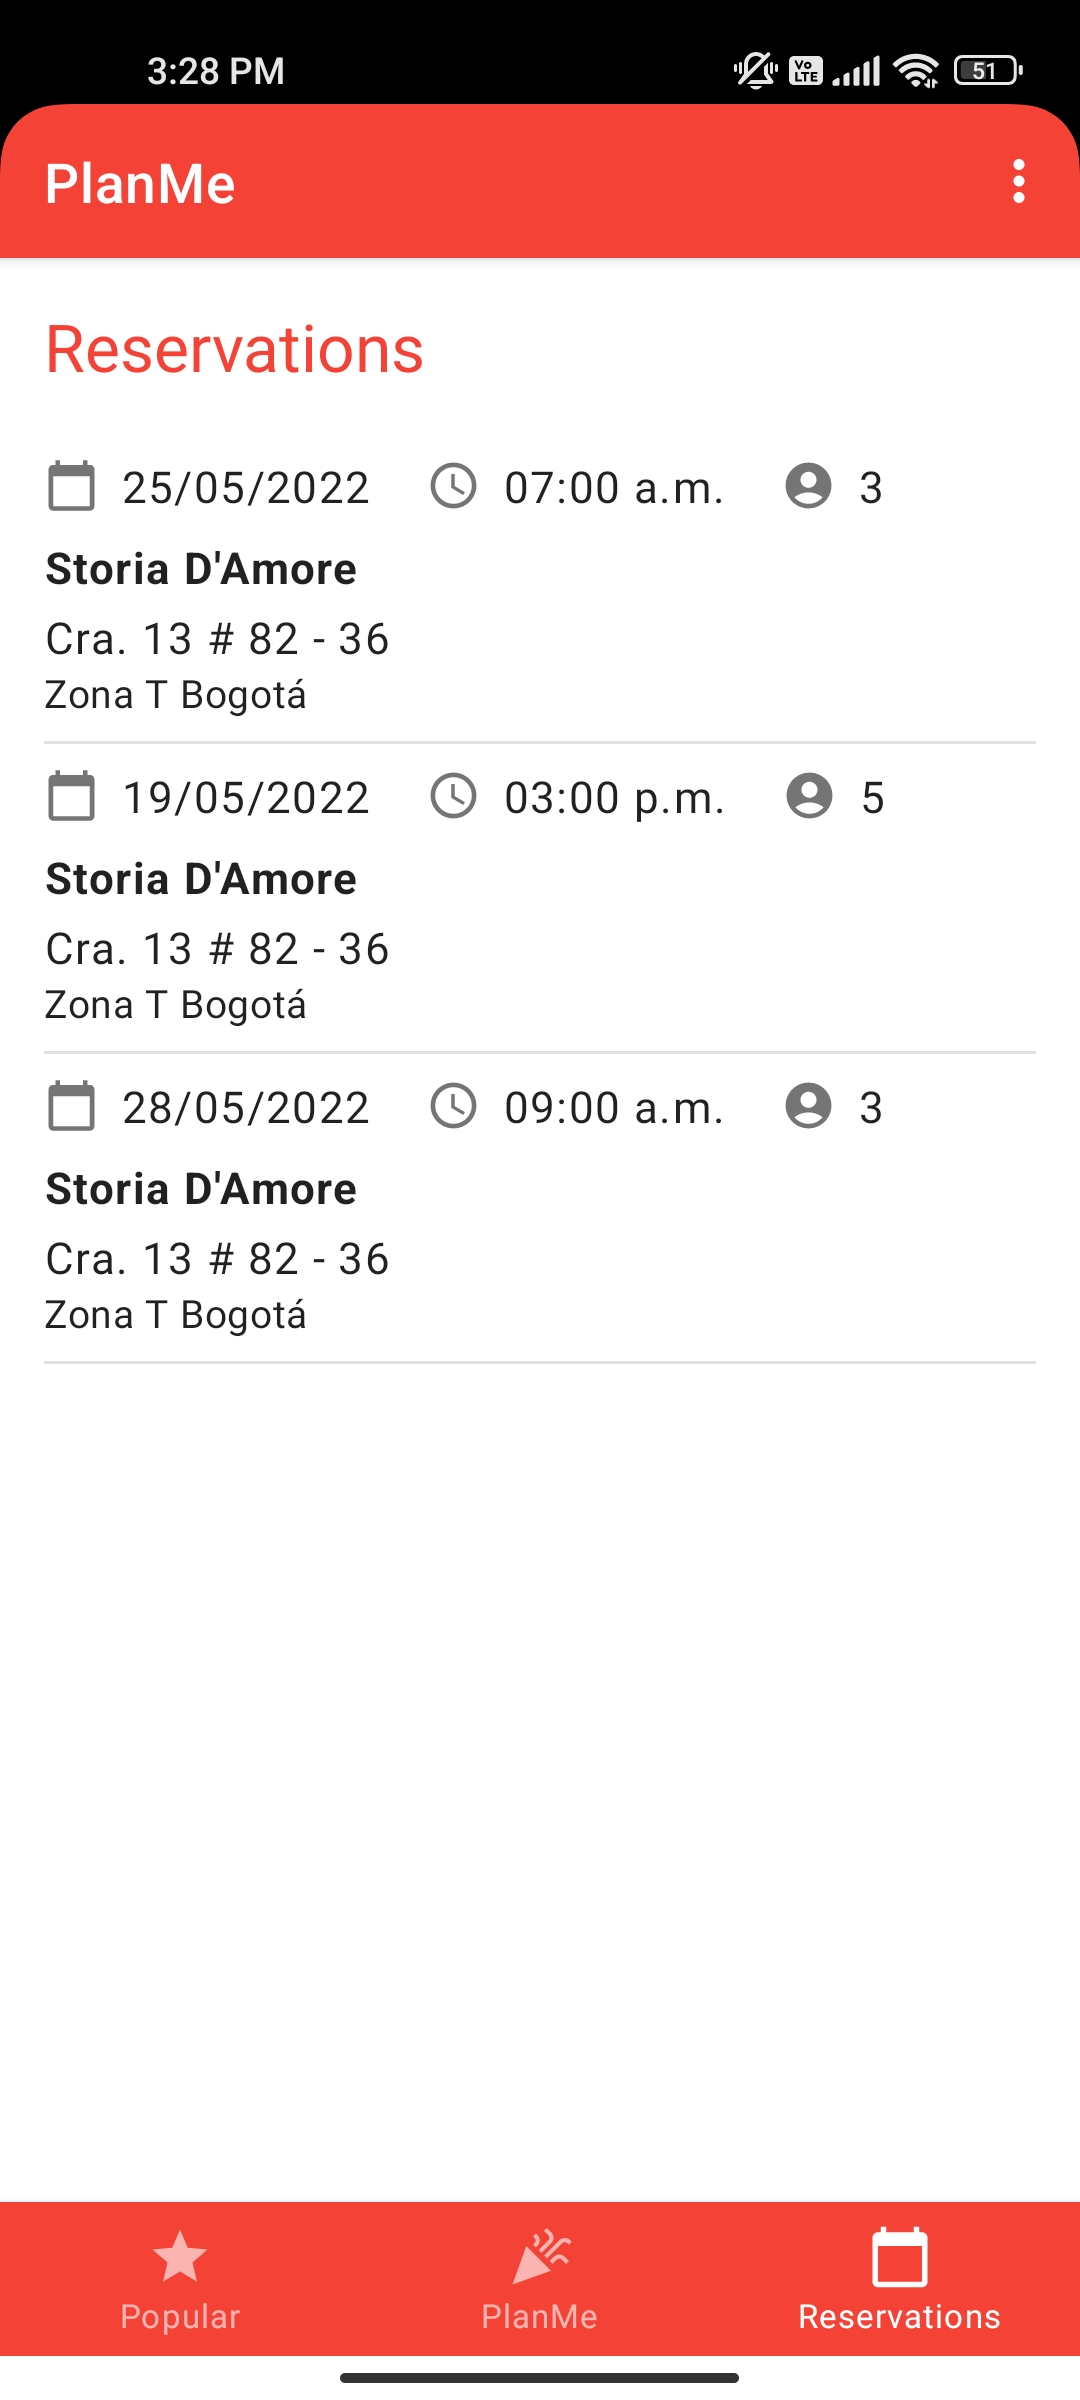 3:28 PM
Vo LTE
51
PlanMe
Reservations
25/05/2022 07:00 a.m. 3
Storia D'Amore
Cra. 13 # 82 - 36
Zona T Bogotá
19/05/2022 03:00 p.m. 5
Storia D'Amore
Cra. 13 # 82 - 36
Zona T Bogotá
28/05/2022 09:00 a.m. 3
Storia D'Amore
Cra. 13 # 82 - 36
Zona T Bogotá
Popular PlanMe Reservations